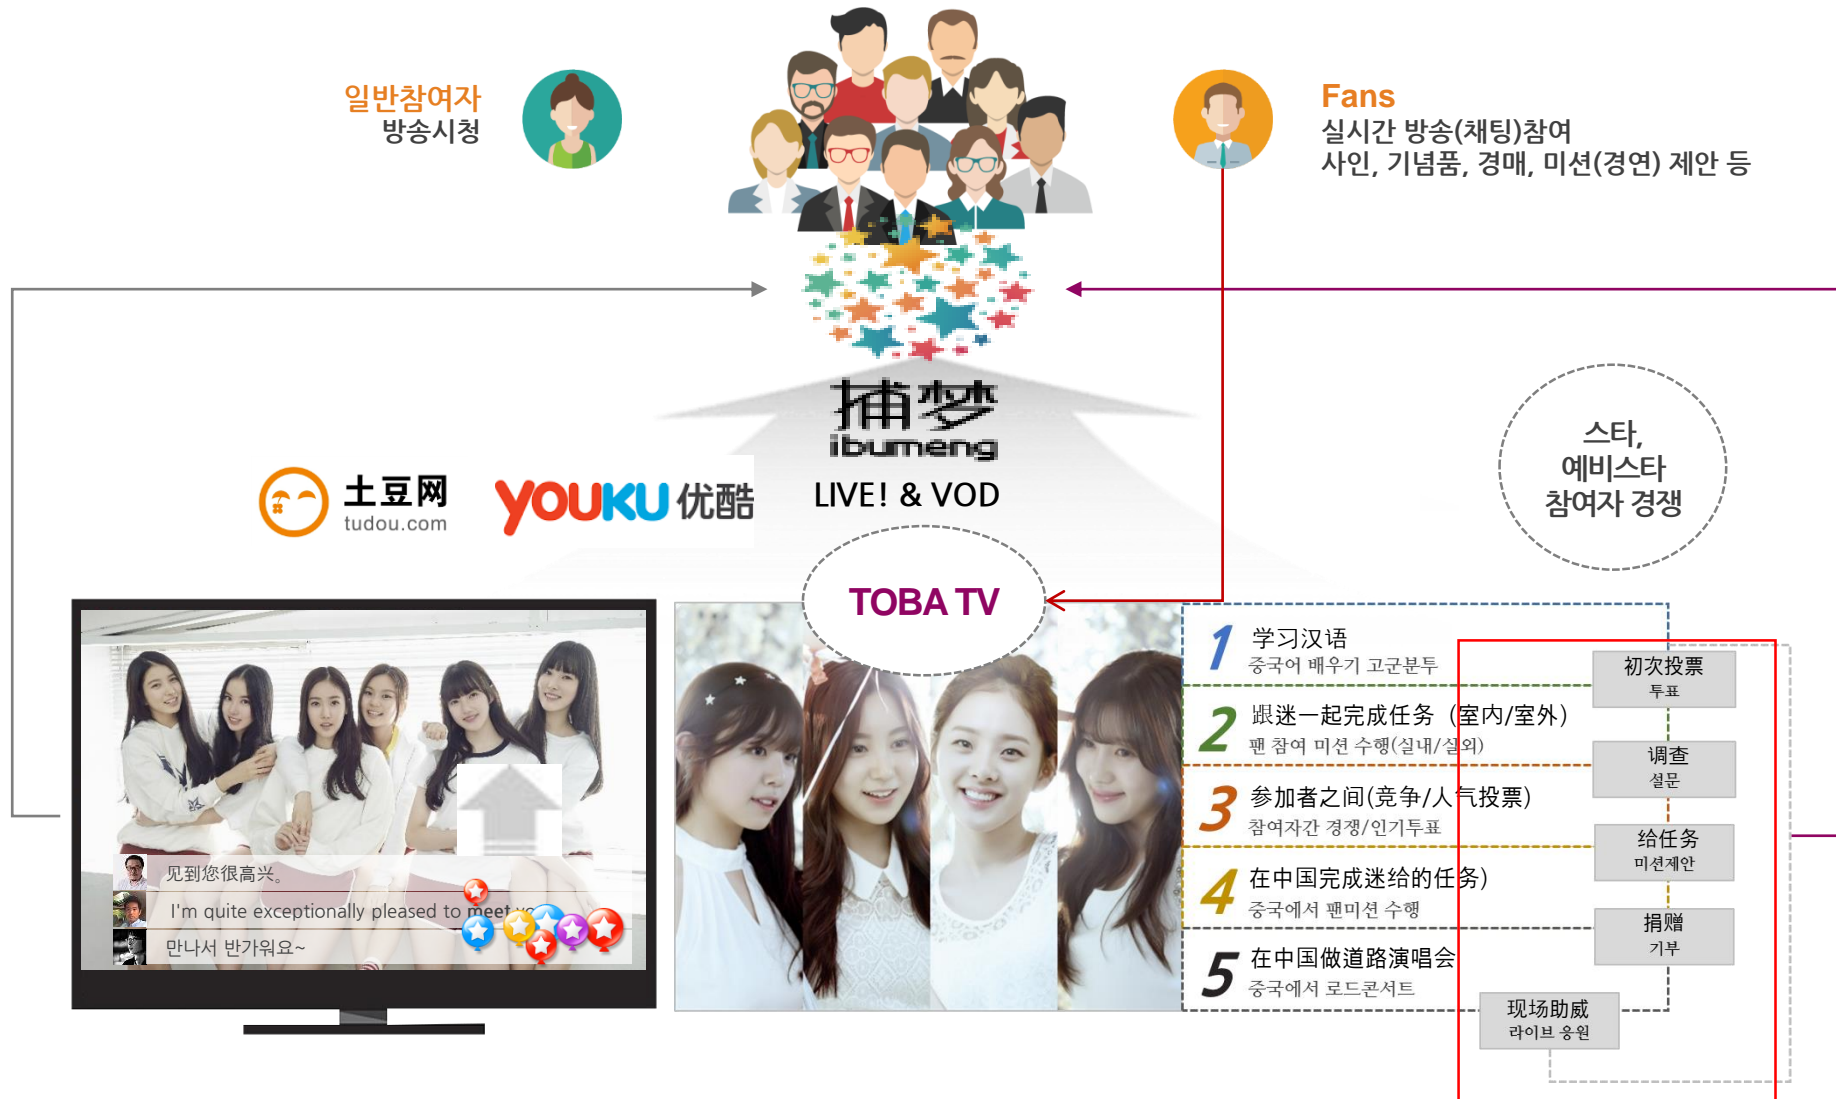 일반참여자
방송시청
Fans
실시간 방송(채팅)참여
사인, 기념품, 경매, 미션(경연) 제안 등
捕梦
ibumeng
LIVE! & VOD
土豆网
tudou.com
YOUKU 优酷
스타,
예비스타
참여자 경쟁
TOBA TV
见到您很高兴。
I'm quite exceptionally pleased to meet
만나서 반가워요~
1 学习汉语
중국어 배우기 고군분투
2 跟迷一起完成任务 (室内/室外)
팬 참여 미션 수행(실내/실외)
3 参加者之间(竞争/人气投票)
참여자간 경쟁/인기투표
4 在中国完成迷给的任务)
중국에서 팬미션 수행
5 在中国做道路演唱会
중국에서 로드콘서트
初次投票
투표
调查
설문
给任务
미션제안
捐赠
기부
现场助威
라이브 응원